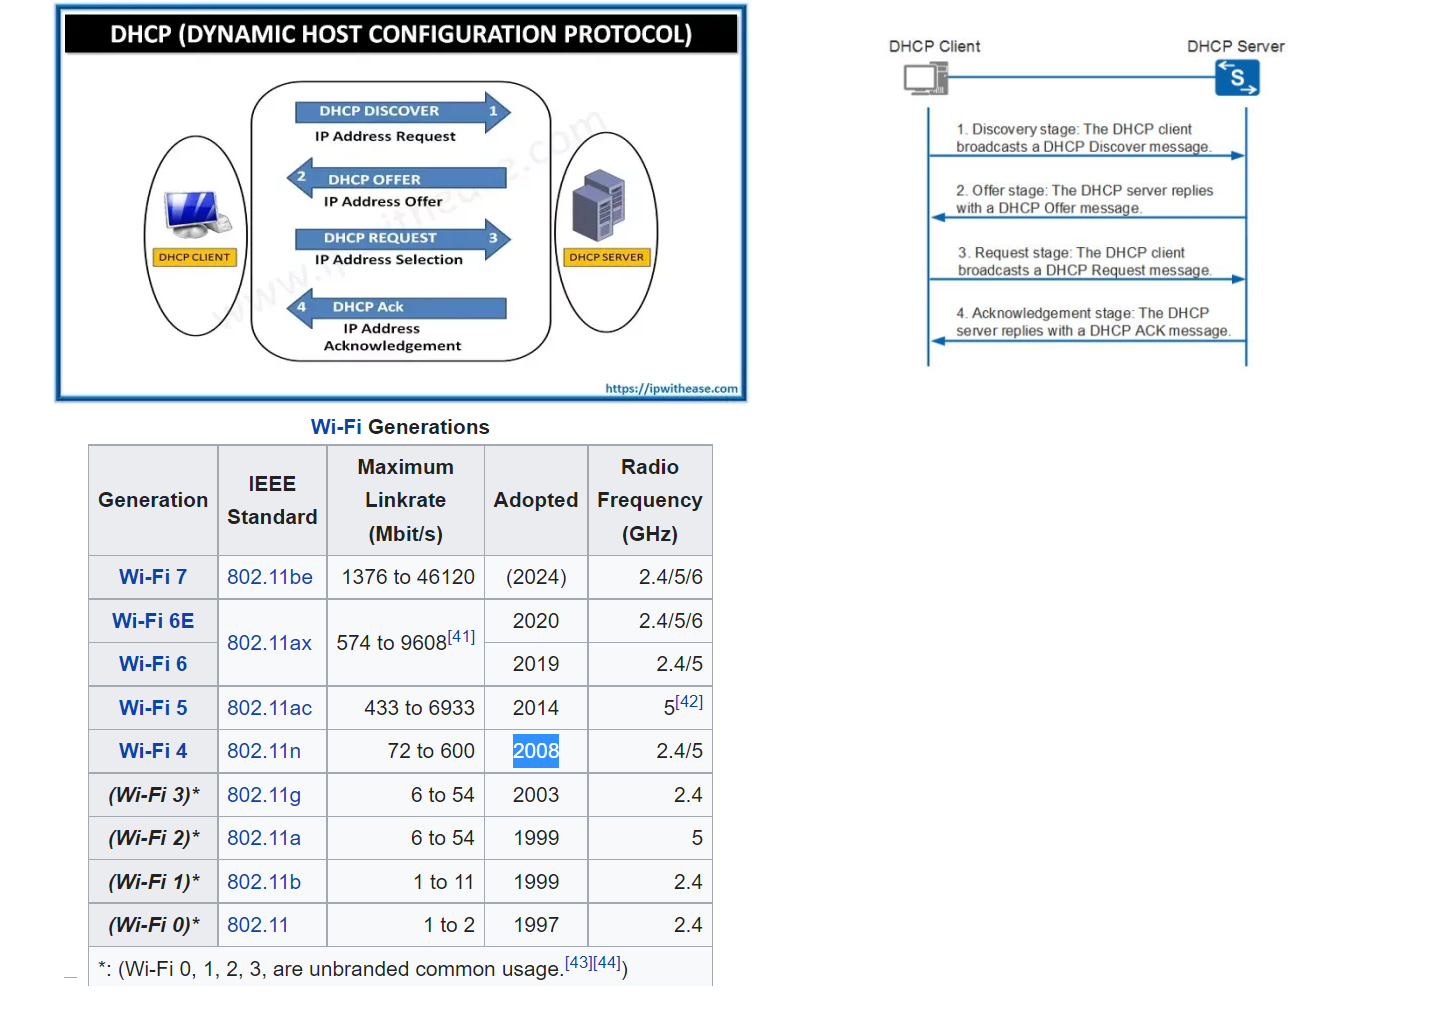 DHCP (DYNAMIC HOST CONFIGURATION PROTOCOL)
DHCP DISCOVER 1
IP Address Request
2 DHCP OFFER
IP Address Offer
DHCP REQUEST 3
IP Address Selection
4 DHCP Ack
IP Address
Acknowledgement
DHCP CLIENT
DHCP SERVER
www.ipwithease.com
https://ipwithease.com
DHCP Client
DHCP Server
S
1. Discovery stage: The DHCP client
broadcasts a DHCP Discover message.
2. Offer stage: The DHCP server replies
with a DHCP Offer message.
3. Request stage: The DHCP client
broadcasts a DHCP Request message.
4. Acknowledgement stage: The DHCP
server replies with a DHCP ACK message.
Wi-Fi Generations
Generation
IEEE
Standard
Maximum
Linkrate
(Mbit/s)
Adopted
Radio
Frequency
(GHz)
Wi-Fi 7 802.11be 1376 to 46120 (2024) 2.4/5/6
Wi-Fi 6E 2020 2.4/5/6
802.11ax 574 to 9608[41]
Wi-Fi 6 2019 2.4/5
Wi-Fi 5 802.11ac 433 to 6933 2014 5[42]
Wi-Fi 4 802.11n 72 to 600 2008 2.4/5
(Wi-Fi 3)* 802.11g 6 to 54 2003 2.4
(Wi-Fi 2)* 802.11a 6 to 54 1999 5
(Wi-Fi 1)* 802.11b 1 to 11 1999 2.4
(Wi-Fi 0)* 802.11 1 to 2 1997 2.4
*: (Wi-Fi 0, 1, 2, 3, are unbranded common usage.[43][44])